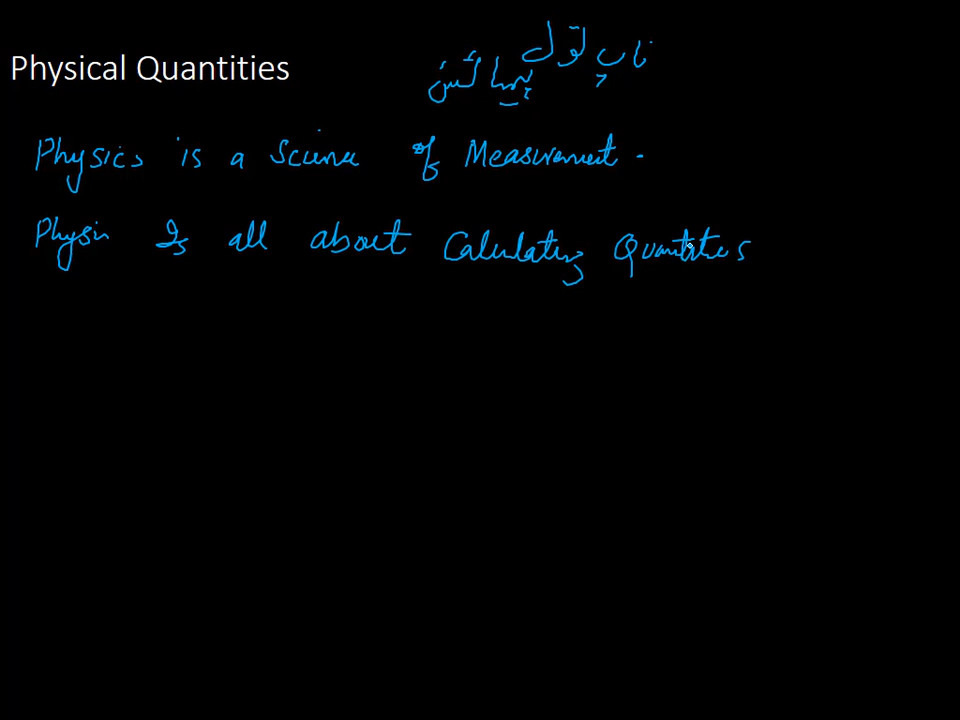 Physical Quantities
ناپ تول
پیمائش
Physics is a Science of Measurement.
Physics Is all about Calculating Quantities